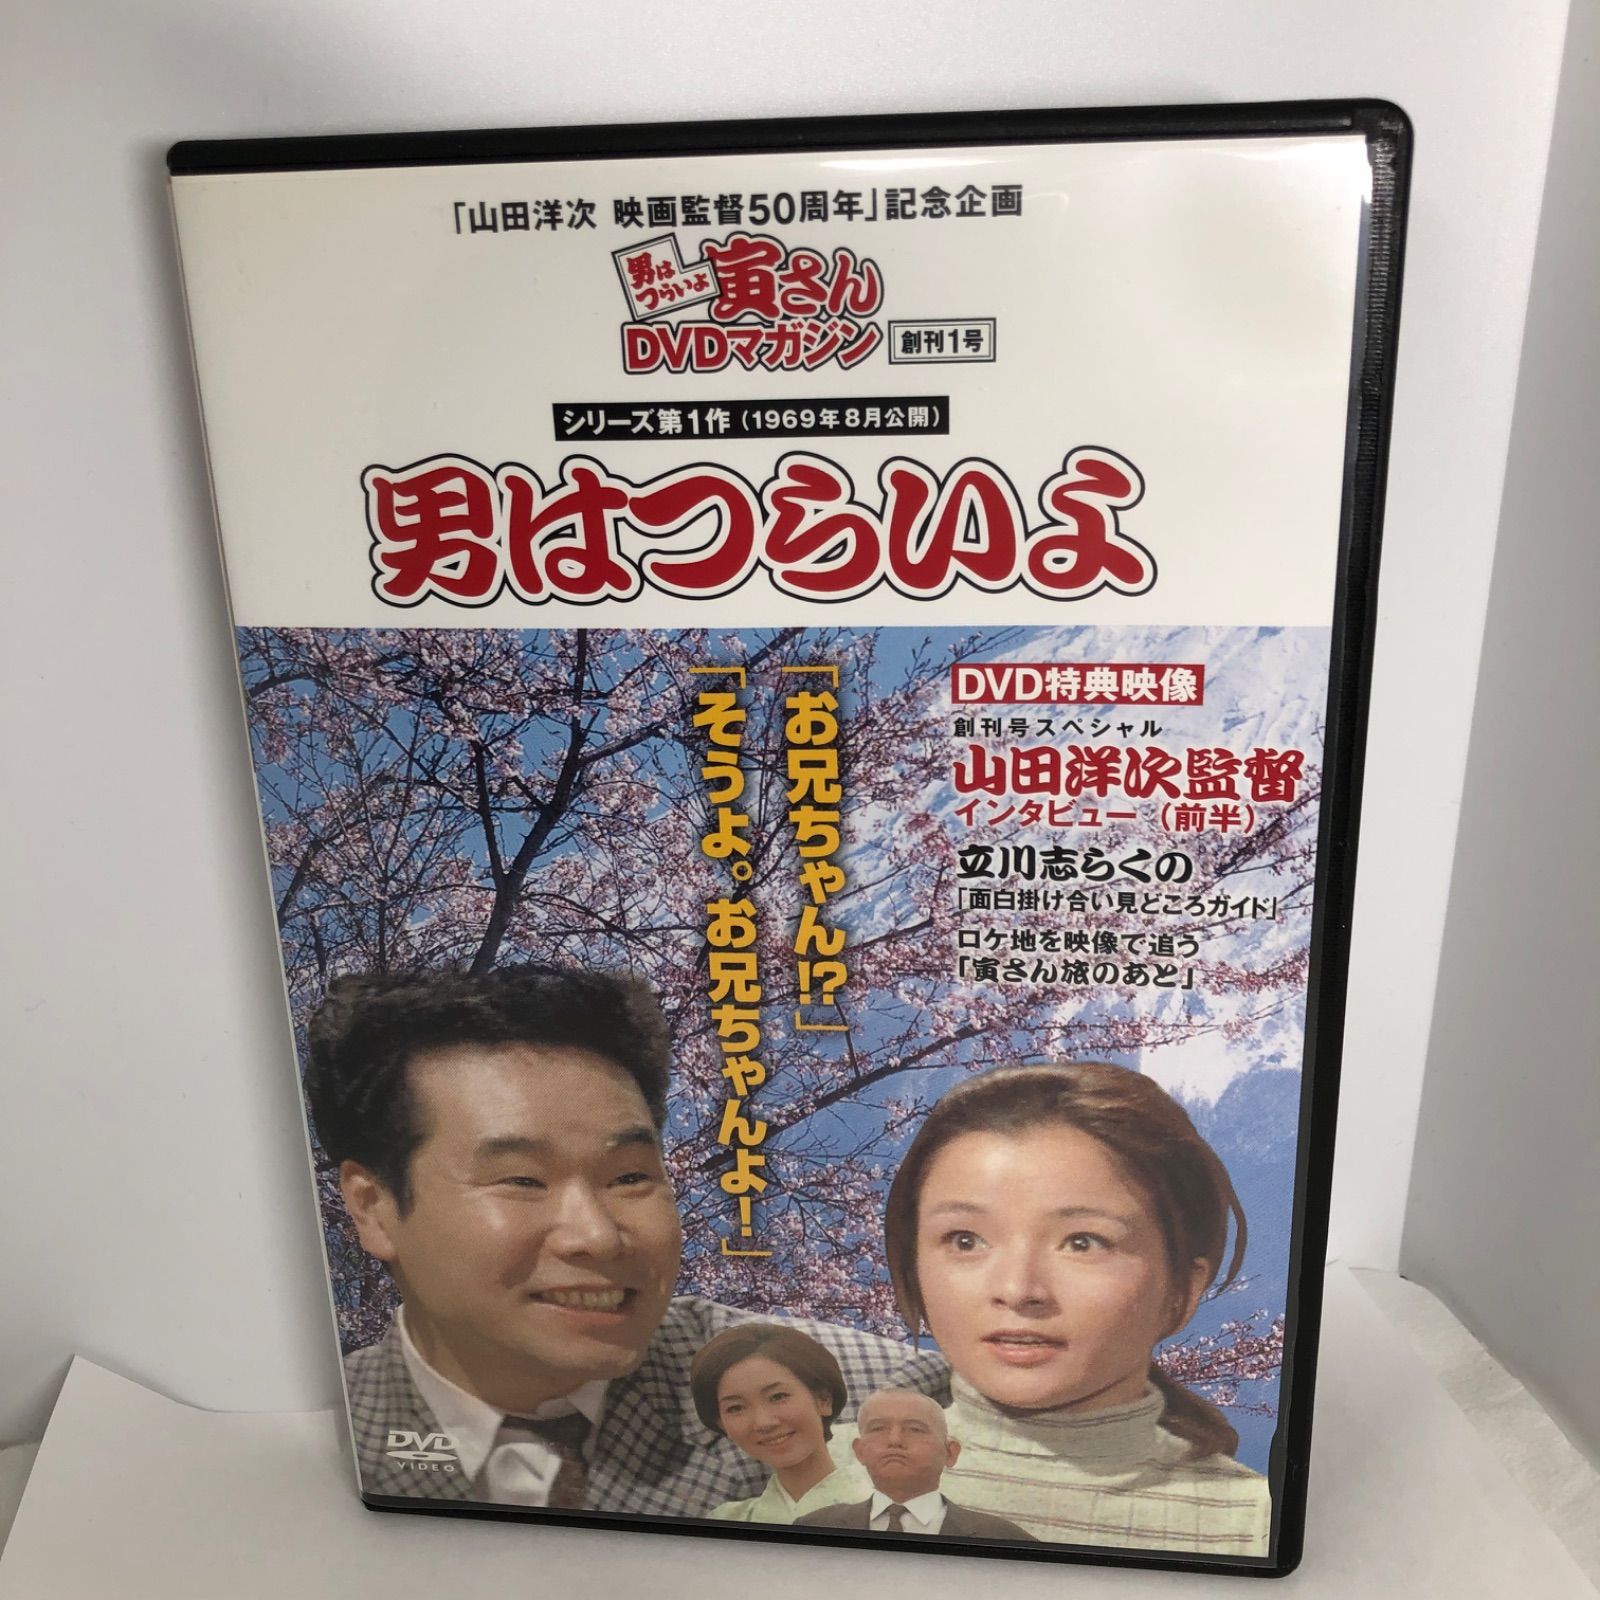 「山田洋次 映画監督50周年」記念企画
男は
つらいよ
寅さん
DVDマガジン
創刊1号
シリーズ第1作（1969年8月公開）
男はつらいよ
「お兄ちゃん!?」
「そうよ。お兄ちゃんよ！」
DVD特典映像
創刊号スペシャル
山田洋次監督
インタビュー（前半）
立川志らくの
「面白掛け合い見どころガイド」
ロケ地を映像で追う
「寅さん旅のあと」
DVD
VIDEO